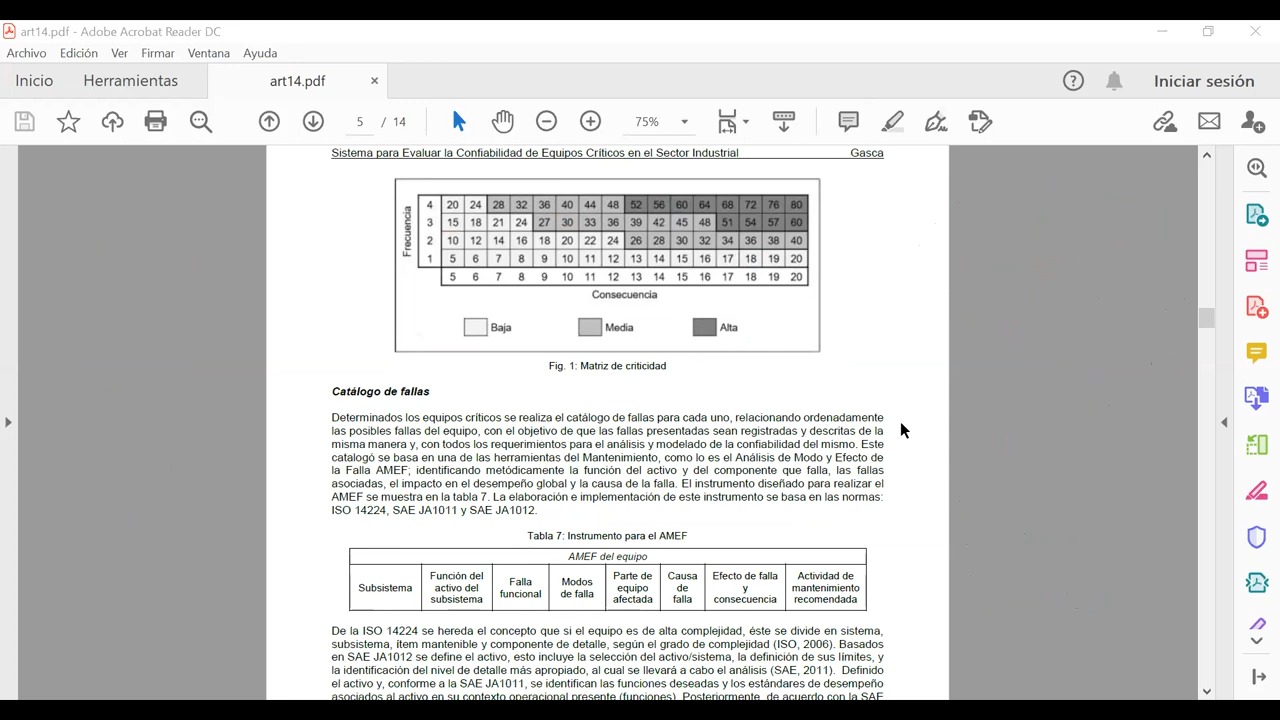 art14.pdf - Adobe Acrobat Reader DC
Archivo Edición Ver Firmar Ventana Ayuda
Inicio Herramientas art14.pdf × Iniciar sesión
5 / 14 75%
Sistema para Evaluar la Confiabilidad de Equipos Críticos en el Sector Industrial Gasca
Frecuencia
4 20 24 28 32 36 40 44 48 52 56 60 64 68 72 76 80
3 15 18 21 24 27 30 33 36 39 42 45 48 51 54 57 60
2 10 12 14 16 18 20 22 24 26 28 30 32 34 36 38 40
1 5 6 7 8 9 10 11 12 13 14 15 16 17 18 19 20
5 6 7 8 9 10 11 12 13 14 15 16 17 18 19 20
Consecuencia
Baja Media Alta
Fig. 1: Matriz de criticidad
Catálogo de fallas
Determinados los equipos críticos se realiza el catálogo de fallas para cada uno, relacionando ordenadamente
las posibles fallas del equipo, con el objetivo de que las fallas presentadas sean registradas y descritas de la
misma manera y, con todos los requerimientos para el análisis y modelado de la confiabilidad del mismo. Este
catalogó se basa en una de las herramientas del Mantenimiento, como lo es el Análisis de Modo y Efecto de
la Falla AMEF; identificando metódicamente la función del activo y del componente que falla, las fallas
asociadas, el impacto en el desempeño global y la causa de la falla. El instrumento diseñado para realizar el
AMEF se muestra en la tabla 7. La elaboración e implementación de este instrumento se basa en las normas:
ISO 14224, SAE JA1011 y SAE JA1012.
Tabla 7: Instrumento para el AMEF
AMEF del equipo
Subsistema
Función del
activo del
subsistema
Falla
funcional
Modos
de falla
Parte de
equipo
afectada
Causa
de
falla
Efecto de falla
y
consecuencia
Actividad de
mantenimiento
recomendada
De la ISO 14224 se hereda el concepto que si el equipo es de alta complejidad, éste se divide en sistema,
subsistema, ítem mantenible y componente de detalle, según el grado de complejidad (ISO, 2006). Basados
en SAE JA1012 se define el activo, esto incluye la selección del activo/sistema, la definición de sus límites, y
la identificación del nivel de detalle más apropiado, al cual se llevará a cabo el análisis (SAE, 2011). Definido
el activo y, conforme a la SAE JA1011, se identifican las funciones deseadas y los estándares de desempeño
asociados al activo en su contexto operacional presente (funciones). Posteriormente, de acuerdo con la SAE